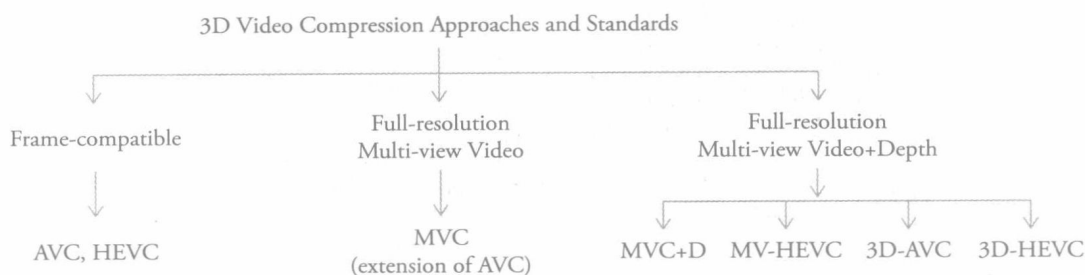 3D Video Compression Approaches and Standards
Frame-compatible
Full-resolution
Multi-view Video
Full-resolution
Multi-view Video+Depth
AVC, HEVC
MVC
(extension of AVC)
MVC+D MV-HEVC 3D-AVC 3D-HEVC